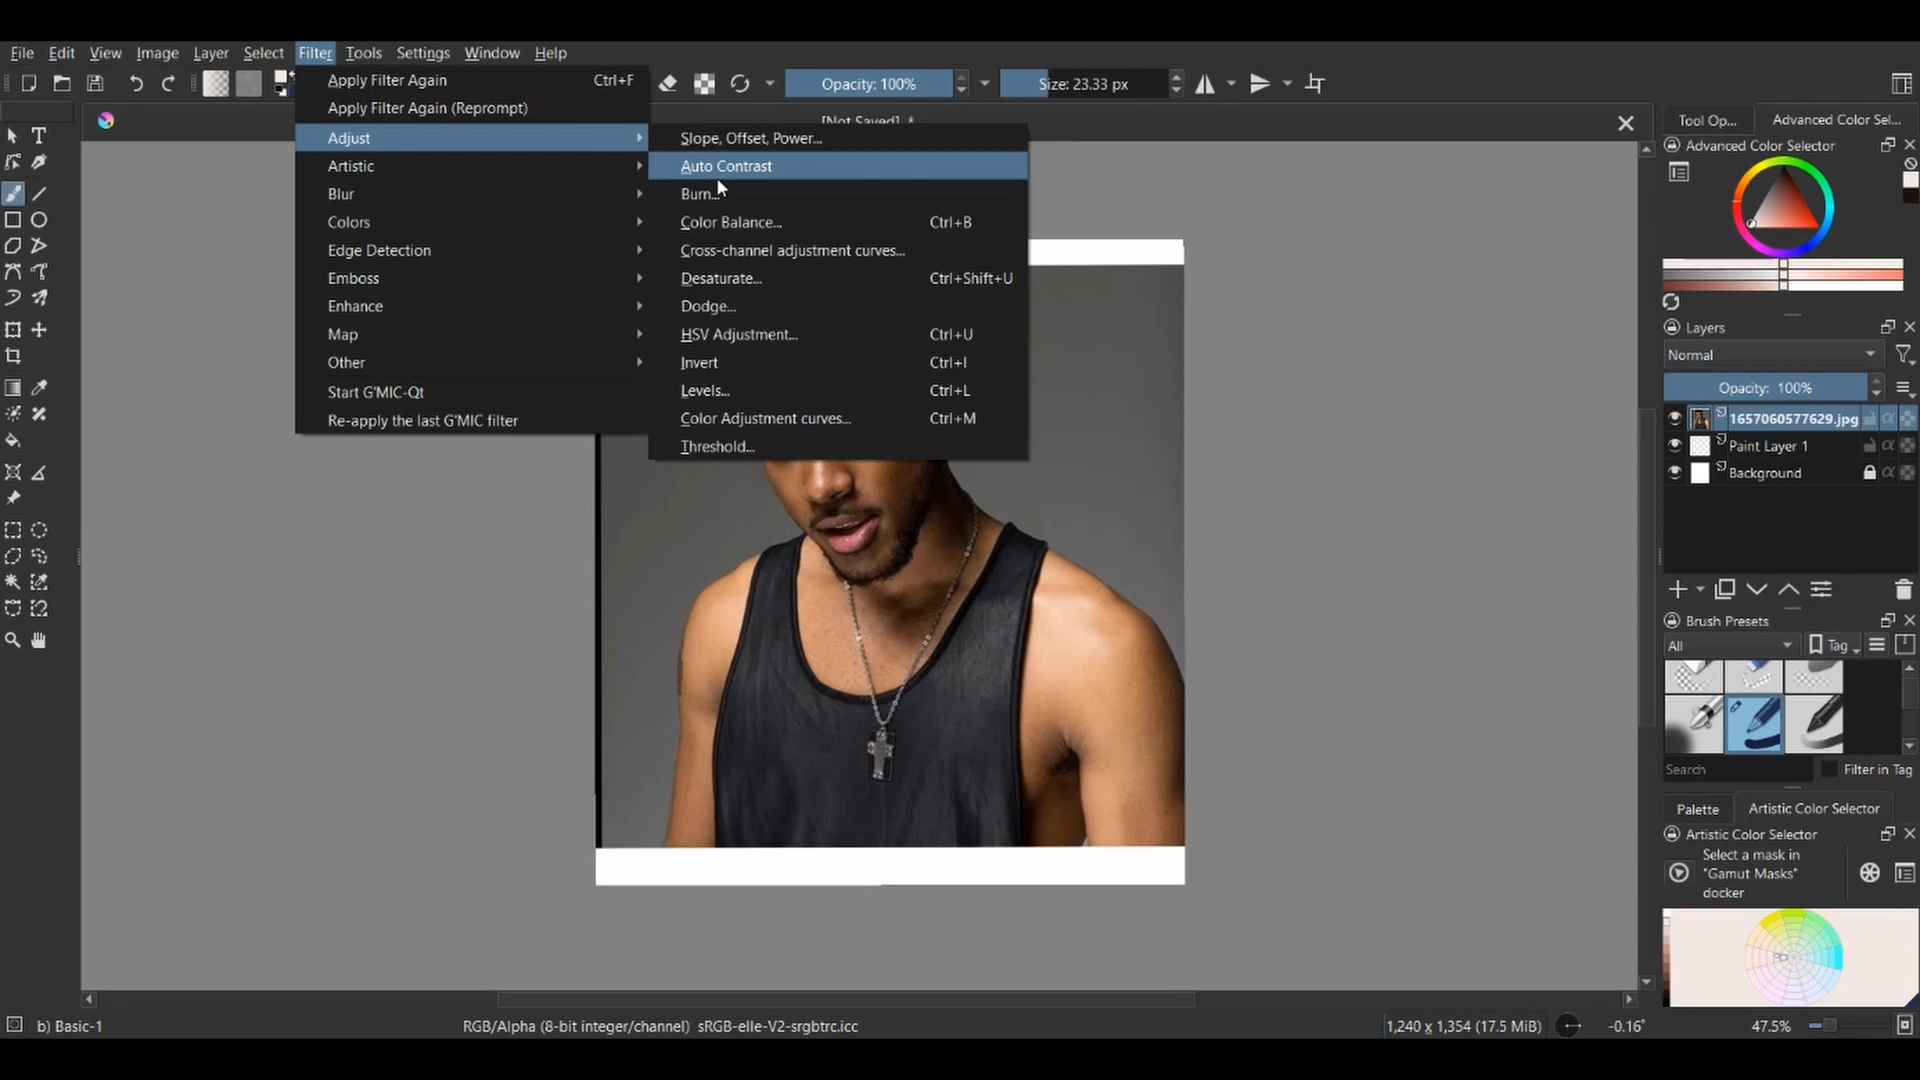 File Edit View Image Layer Select Filter Tools Settings Window Help
Apply Filter Again Ctrl+F
Apply Filter Again (Reprompt)
Adjust
Artistic
Blur
Colors
Edge Detection
Emboss
Enhance
Map
Other
Start G'MIC-Qt
Re-apply the last G'MIC filter
Slope, Offset, Power...
Auto Contrast
Burn...
Color Balance... Ctrl+B
Cross-channel adjustment curves...
Desaturate... Ctrl+Shift+U
Dodge...
HSV Adjustment... Ctrl+U
Invert Ctrl+I
Levels... Ctrl+L
Color Adjustment curves... Ctrl+M
Threshold...
Opacity: 100%
Size: 23.33 px
[Not Saved] *
Tool Op... Advanced Color Sel...
Advanced Color Selector
Layers
Normal
Opacity: 100%
1657060577629.jpg
Paint Layer 1
Background
Brush Presets
All Tag
Search Filter in Tag
Palette Artistic Color Selector
Artistic Color Selector
Select a mask in
"Gamut Masks"
docker
b) Basic-1
RGB/Alpha (8-bit integer/channel) sRGB-elle-V2-srgbtrc.icc
1,240 x 1,354 (17.5 MiB)
-0.16°
47.5%